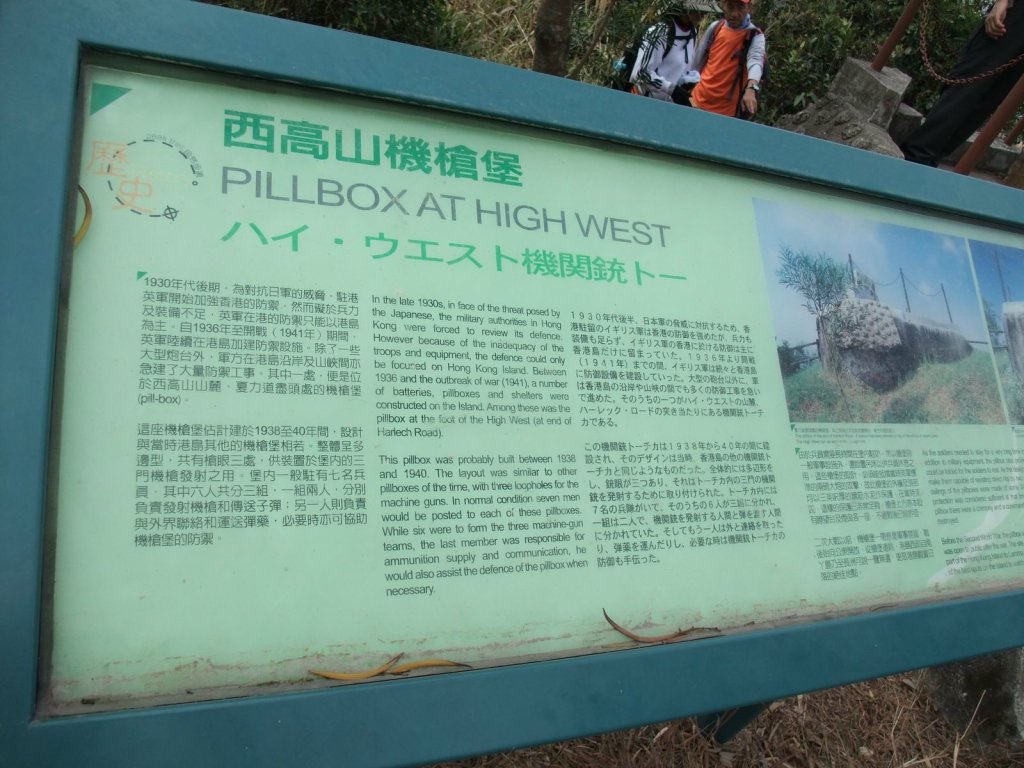 歷史
西高山機槍堡
PILLBOX AT HIGH WEST
ハイ・ウエスト機関銃トー
1930年代後期，為對抗日軍的威脅，駐港
英軍開始加強香港的防禦，然而礙於兵力
及裝備不足，英軍在港的防禦只能以港島
為主。自1936年至開戰（1941年）期間，
英軍陸續在港島加建防禦設施。除了一些
大型炮台外，軍方在港島沿岸及山峽間亦
急建了大量防禦工事，其中一處，便是位
於西高山山麓、夏力道盡頭處的機槍堡
(pill-box)。
這座機槍堡估計建於1938至40年間，設計
與當時港島其他的機槍堡相若。整體呈多
邊型，共有槍眼三處，供裝置於堡內的三
門機槍發射之用。堡內一般駐有七名兵
員，其中六人共分三組，一組兩人，分別
負責發射機槍和傳送子彈；另一人則負責
與外界聯絡和運送彈藥，必要時亦可協助
機槍堡的防禦。
In the late 1930s, in face of the threat posed by
the Japanese, the military authorities in Hong
Kong were forced to review its defence.
However because of the inadequacy of the
troops and equipment, the defence could only
be focused on Hong Kong Island. Between
1936 and the outbreak of war (1941), a number
of batteries, pillboxes and shelters were
constructed on the Island. Among these was the
pillbox at the foot of the High West (at end of
Harlech Road).
This pillbox was probably built between 1938
and 1940. The layout was similar to other
pillboxes of the time, with three loopholes for the
machine guns. In normal condition seven men
would be posted to each of these pillboxes.
While six were to form the three machine-gun
teams, the last member was responsible for
ammunition supply and communication, he
would also assist the defence of the pillbox when
necessary.
1930年代後半、日本軍の脅威に対抗するため、香
港駐留のイギリス軍は香港の防御を強めたが、兵力も
装備も足らず、イギリス軍の香港に於ける防御は主に
香港島だけに留まっていた。1936年より開戦
(1941年)までの間、イギリス軍は続々と香港島
に防御設備を建設していった。大型の砲台以外に、軍
は香港島の沿岸や山峡の間でも多くの防御工事を急い
で進めた。そのうちの一つがハイ・ウエストの山麓、
ハーレック・ロードの突き当たりにある機関銃トーチ
カである。
この機関銃トーチカは1938年から40年の間に建
設され、そのデザインは当時、香港島の他の機関銃ト
ーチカと同じようなものだった。全体的には多辺形を
し、銃眼が三つあり、それはトーチカ内の三門の機関
銃を発射するために取り付けられた。トーチカ内には
7名の兵隊がいて、そのうちの6人が三組に分かれ、
一組は二人で、機関銃を発射する人間と弾を渡す人間
に分かれていた。そしてもう一人は外と連絡を取った
り、弾薬を運んだりし、必要な時は機関銃トーチカの
防御も手伝った。